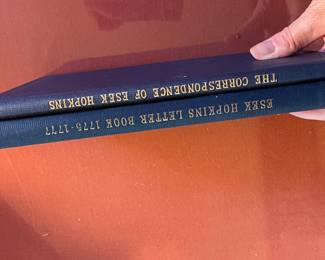 THE CORRESPONDENCE OF ESEK HOPKINS
ESEK HOPKINS LETTER BOOK 1775-1777